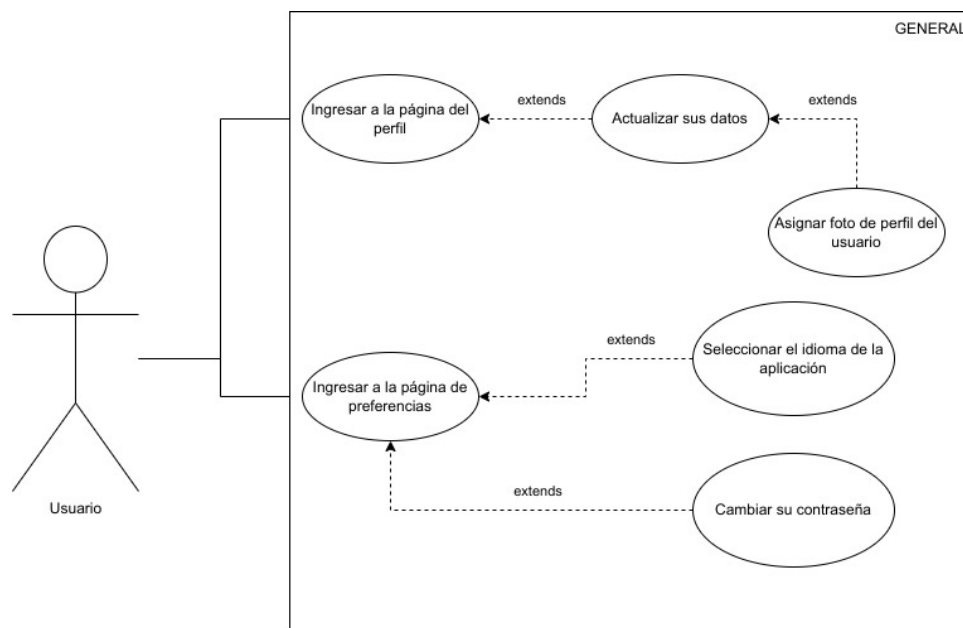 GENERAL
Ingresar a la página del
perfil
extends
Actualizar sus datos
extends
Asignar foto de perfil del
usuario
Usuario
Ingresar a la página de
preferencias
extends
Seleccionar el idioma de la
aplicación
extends
Cambiar su contraseña